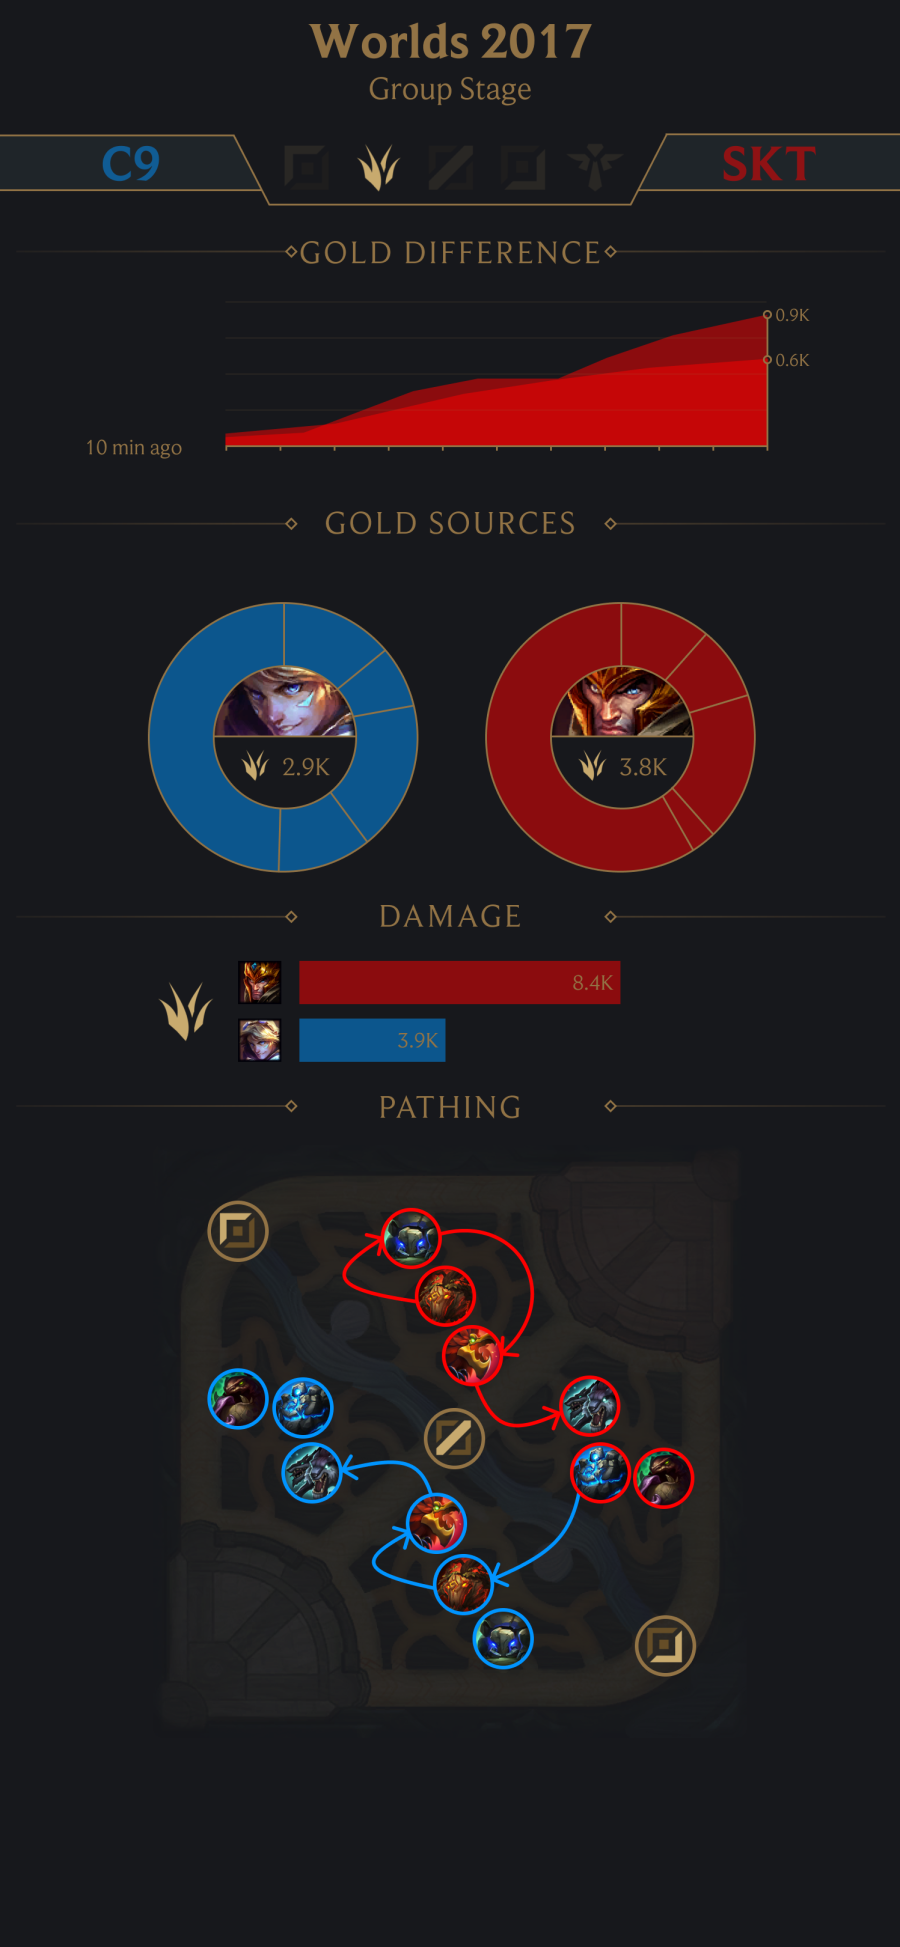 Worlds 2017
Group Stage
C9
SKT
GOLD DIFFERENCE
0.9K
0.6K
10 min ago
GOLD SOURCES
2.9K
3.8K
DAMAGE
8.4K
3.9K
PATHING